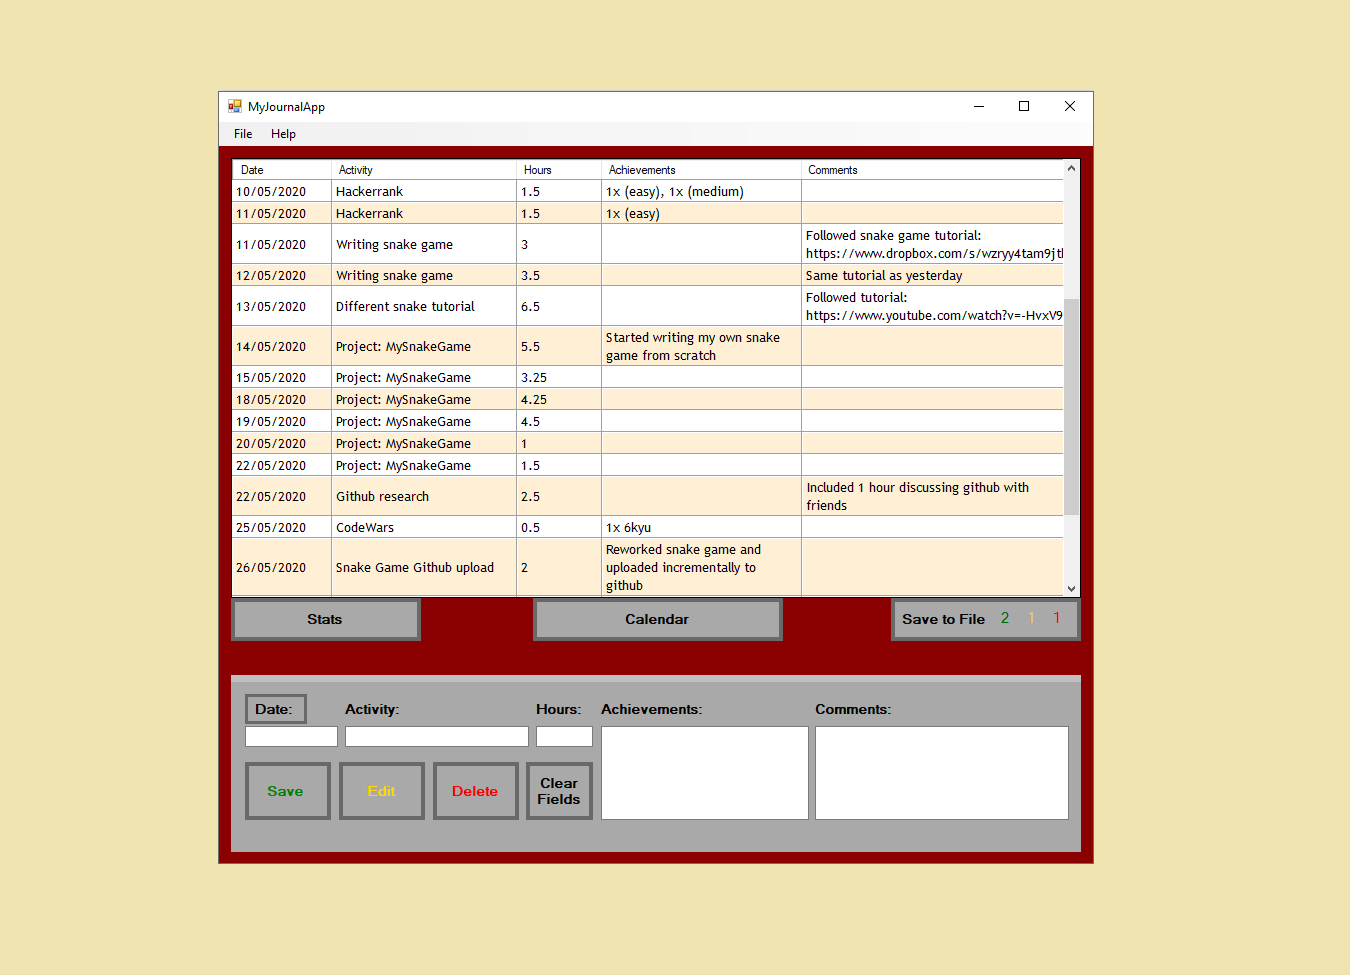 MyJournalApp
File Help
Date Activity Hours Achievements Comments
10/05/2020 Hackerrank 1.5 1x (easy), 1x (medium)
11/05/2020 Hackerrank 1.5 1x (easy)
11/05/2020 Writing snake game 3 Followed snake game tutorial:
https://www.dropbox.com/s/wzryy4tam9jtl
12/05/2020 Writing snake game 3.5 Same tutorial as yesterday
13/05/2020 Different snake tutorial 6.5 Followed tutorial:
https://www.youtube.com/watch?v=-HvxV9
14/05/2020 Project: MySnakeGame 5.5 Started writing my own snake
game from scratch
15/05/2020 Project: MySnakeGame 3.25
18/05/2020 Project: MySnakeGame 4.25
19/05/2020 Project: MySnakeGame 4.5
20/05/2020 Project: MySnakeGame 1
22/05/2020 Project: MySnakeGame 1.5
22/05/2020 Github research 2.5 Included 1 hour discussing github with
friends
25/05/2020 CodeWars 0.5 1x 6kyu
26/05/2020 Snake Game Github upload 2 Reworked snake game and
uploaded incrementally to
github
Stats Calendar Save to File 2 1 1
Date: Activity: Hours: Achievements: Comments:
Save Edit Delete Clear
Fields